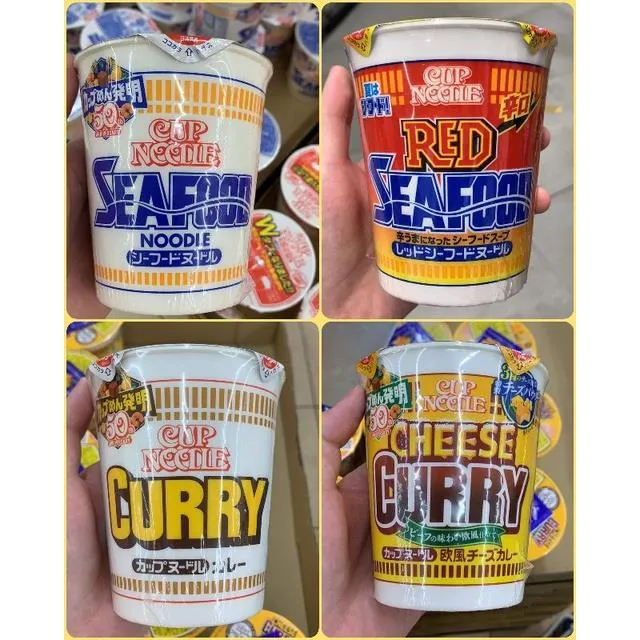 カップめん発明
50
CUP
NOODLE
SEAFOOD
NOODLE
シーフードヌードル
CUP
NOODLE
辛口
RED
SEAFOOD
辛うまになったシーフードスープ
レッドシーフードヌードル
カップめん発明
50
CUP
NOODLE
CURRY
カップヌードル カレー
カップめん発明
50
CUP
NOODLE
CHEESE
CURRY
カップヌードル 欧風チーズカレー